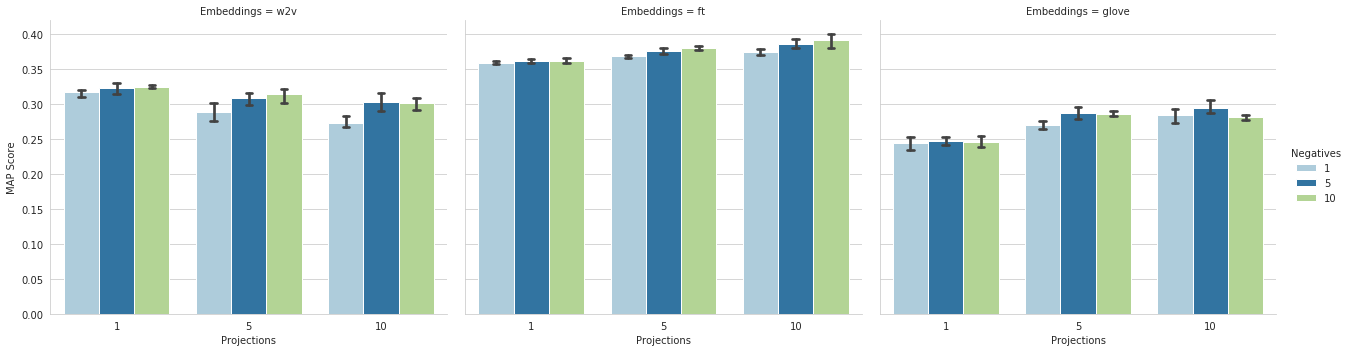 Embeddings = w2v
Embeddings = ft
Embeddings = glove
0.40
0.35
0.30
0.25
0.20
0.15
0.10
0.05
0.00
MAP Score
1 5 10
1 5 10
1 5 10
Projections
Projections
Projections
Negatives
1
5
10